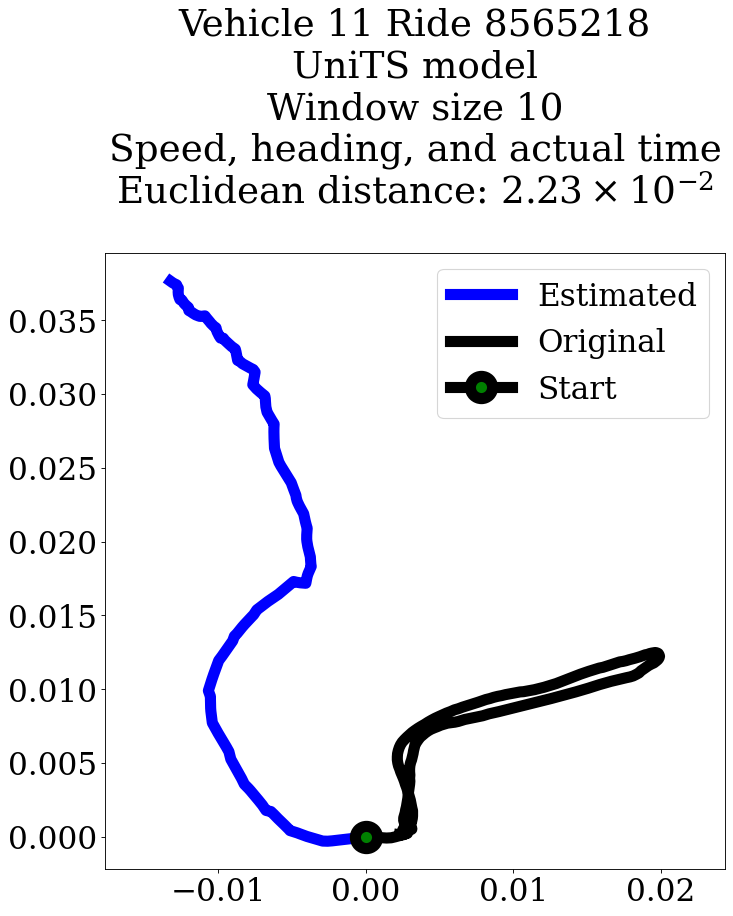 Vehicle 11 Ride 8565218
UniTS model
Window size 10
Speed, heading, and actual time
Euclidean distance: 2.23 × 10⁻²
Estimated
Original
Start
0.035
0.030
0.025
0.020
0.015
0.010
0.005
0.000
−0.01 0.00 0.01 0.02